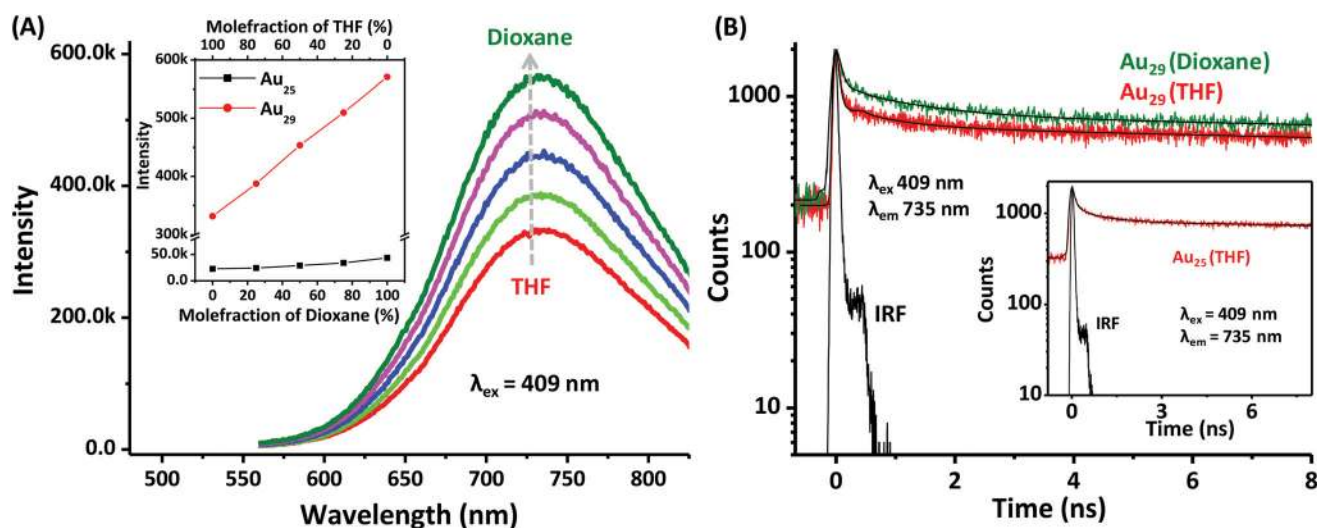 (A)
Molefraction of THF (%)
100 80 60 40 20 0
600k
500k
400k
300k
50.0k
0.0
Intensity
Au25
Au29
0 20 40 60 80 100
Molefraction of Dioxane (%)
Dioxane
THF
λex = 409 nm
600.0k
400.0k
200.0k
0.0
Intensity
500 550 600 650 700 750 800
Wavelength (nm)
(B)
Au29 (Dioxane)
Au29 (THF)
λex 409 nm
λem 735 nm
IRF
1000
100
10
Counts
0 2 4 6 8
Time (ns)
1000
100
10
Counts
Au25 (THF)
IRF
λex = 409 nm
λem = 735 nm
0 3 6
Time (ns)